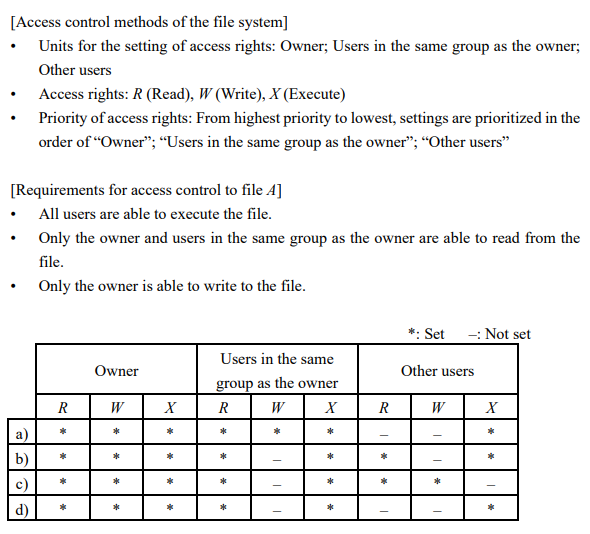 [Access control methods of the file system]
• Units for the setting of access rights: Owner; Users in the same group as the owner;
Other users
• Access rights: R (Read), W (Write), X (Execute)
• Priority of access rights: From highest priority to lowest, settings are prioritized in the
order of “Owner”; “Users in the same group as the owner”; “Other users”
[Requirements for access control to file A]
• All users are able to execute the file.
• Only the owner and users in the same group as the owner are able to read from the
file.
• Only the owner is able to write to the file.
*: Set –: Not set
Owner Users in the same group as the owner Other users
R W X R W X R W X
a) * * * * * * – – *
b) * * * * – * * – *
c) * * * * – * * * –
d) * * * * – * – – *